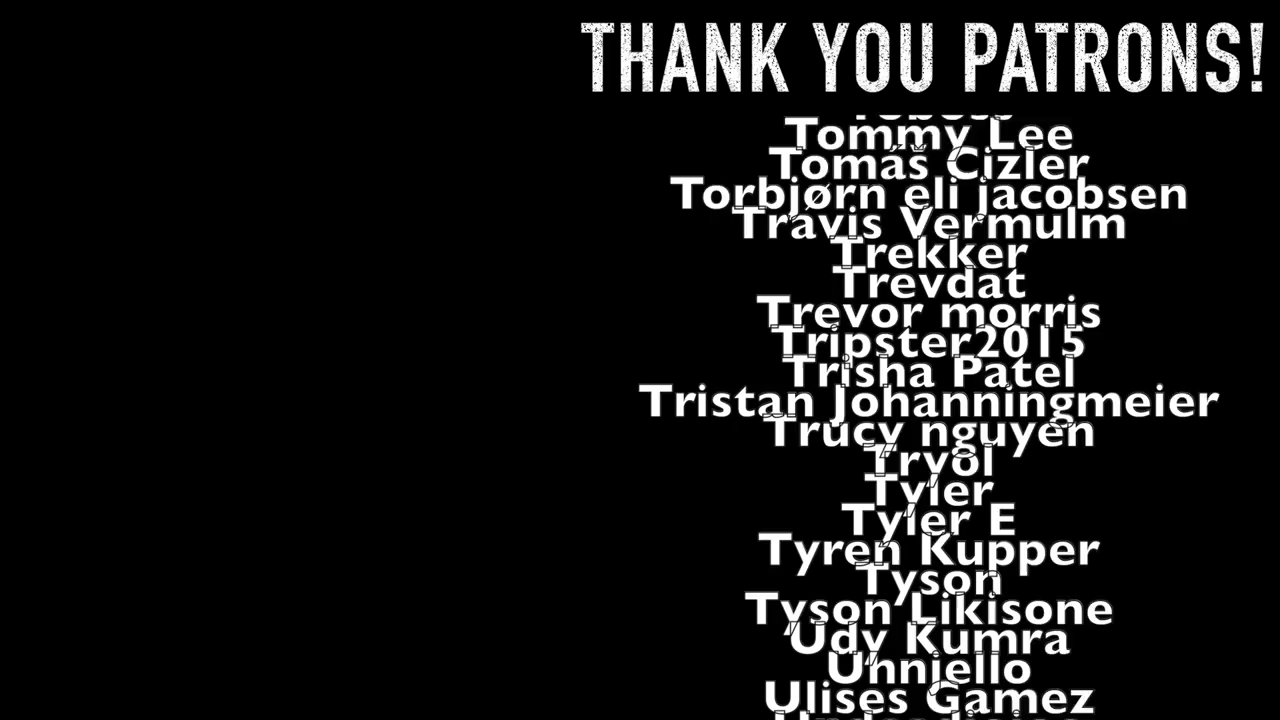 THANK YOU PATRONS!
Tommy Lee
Tomáš Cizler
Torbjørn eli jacobsen
Travis Vermulm
Trekker
Trevdat
Trevor morris
Tripster2015
Trisha Patel
Tristan Johanningmeier
Trucy nguyen
Tryol
Tyler
Tyler E
Tyren Kupper
Tyson
Tyson Likisone
Udy Kumra
Unniello
Ulises Gamez